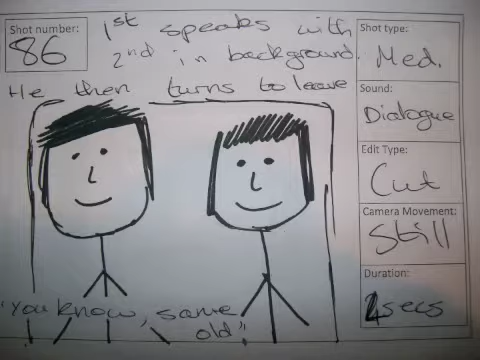 Shot number:
86
1st speaks with
2nd in background.
He then turns to leave
"you know, same
old"
Shot type:
Med.
Sound:
Dialogue
Edit Type:
Cut
Camera Movement:
Still
Duration:
4secs